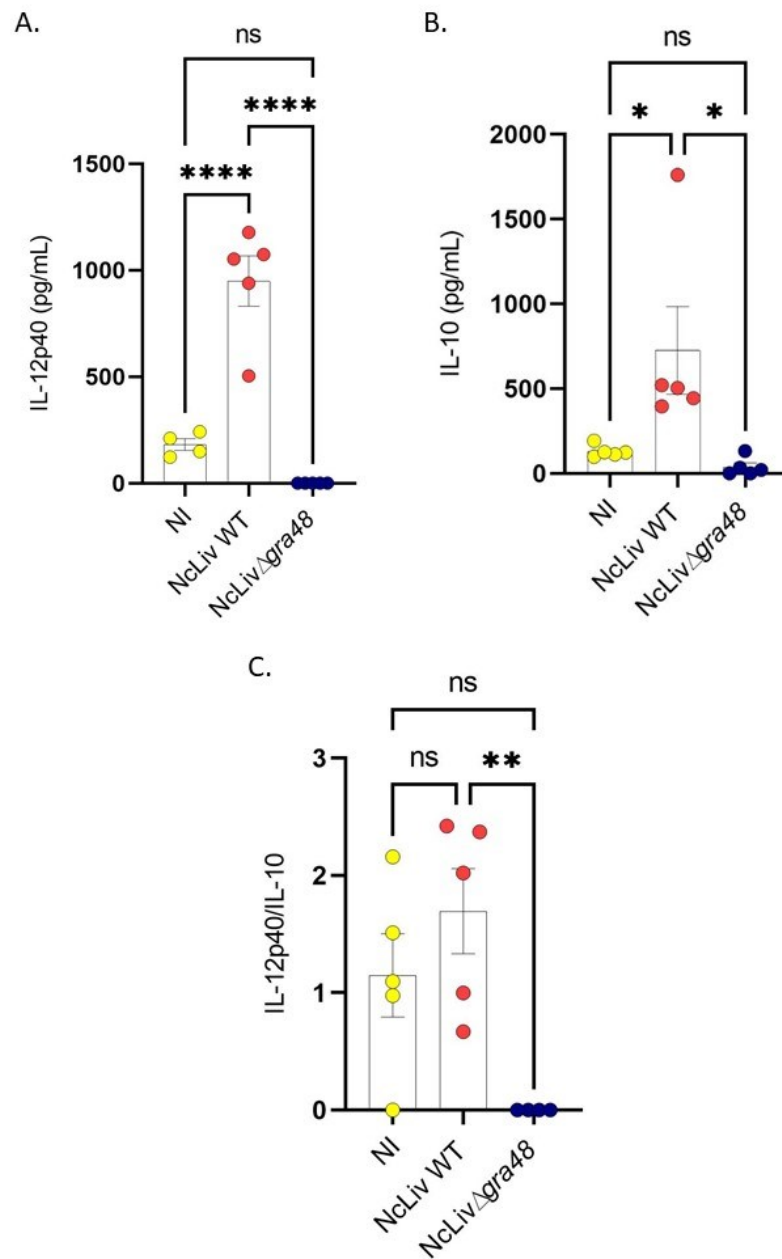 A.
ns
****
****
1500
1000
500
0
IL-12p40 (pg/mL)
NI
NcLiv WT
NcLiv∆gra48
B.
ns
*
*
2000
1500
1000
500
0
IL-10 (pg/mL)
NI
NcLiv WT
NcLiv∆gra48
C.
ns
ns
**
3
2
1
0
IL-12p40/IL-10
NI
NcLiv WT
NcLiv∆gra48